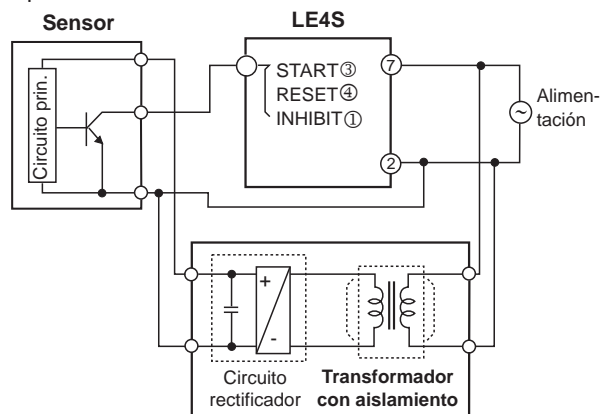 Sensor
LE4S
Circuito prin.
START③
RESET④
INHIBIT①
⑦
②
~
Alimen-
tación
+
-
Circuito
rectificador
Transformador
con aislamiento